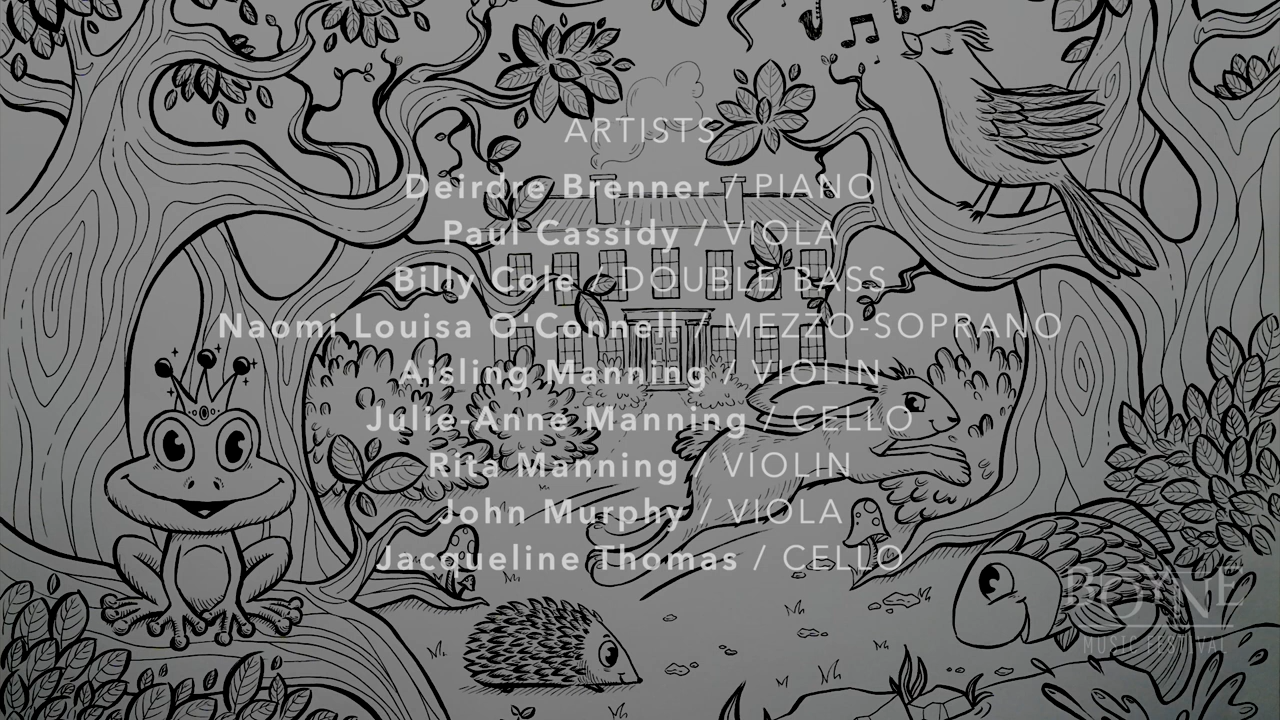 ARTISTS
Deirdre Brenner / PIANO
Paul Cassidy / VIOLA
Billy Cole / DOUBLE BASS
Naomi Louisa O'Connell / MEZZO-SOPRANO
Aisling Manning / VIOLIN
Julie-Anne Manning / CELLO
Rita Manning / VIOLIN
John Murphy / VIOLA
Jacqueline Thomas / CELLO
BOYNE
MUSIC FESTIVAL